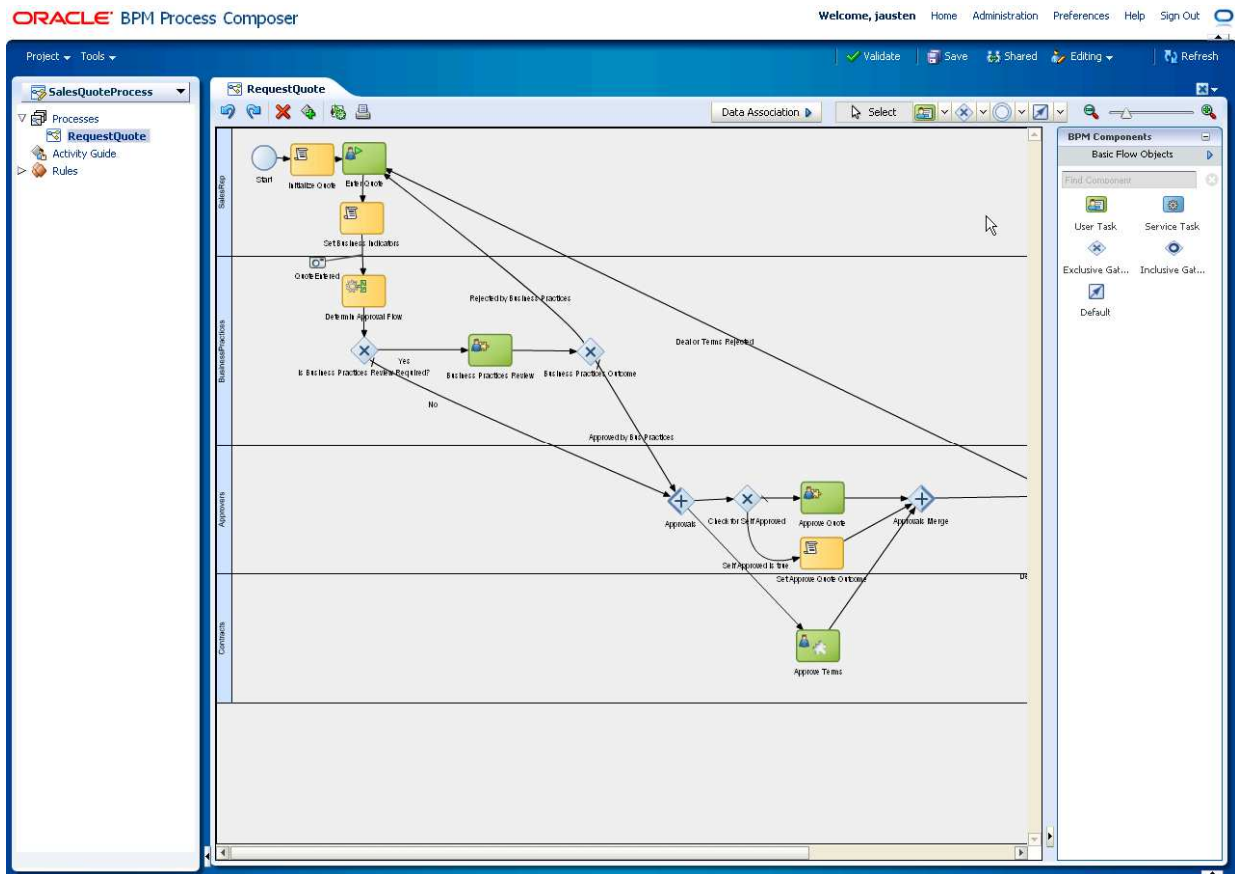 ORACLE BPM Process Composer
Welcome, jausten Home Administration Preferences Help Sign Out
Project Tools
Validate Save Shared Editing Refresh
SalesQuoteProcess
Processes
RequestQuote
Activity Guide
Rules
RequestQuote
Data Association
Select
SalesRep
Start
Initialize Quote
Enter Quote
Set Business Indicators
Quote Entered
BusinessPractices
Determin Approval Flow
Rejected by Business Practices
Deal or Terms Rejected
Yes
Is Business Practices Review Required?
Business Practices Review
Business Practices Outcome
No
Approved by Bus Practices
Approvers
Approvals
Check for Self Approved
Approve Quote
Approvals Merge
Self Approved is true
Set Approve Quote Outcome
De
Contracts
Approve Terms
BPM Components
Basic Flow Objects
Find Component
User Task
Service Task
Exclusive Gat...
Inclusive Gat...
Default